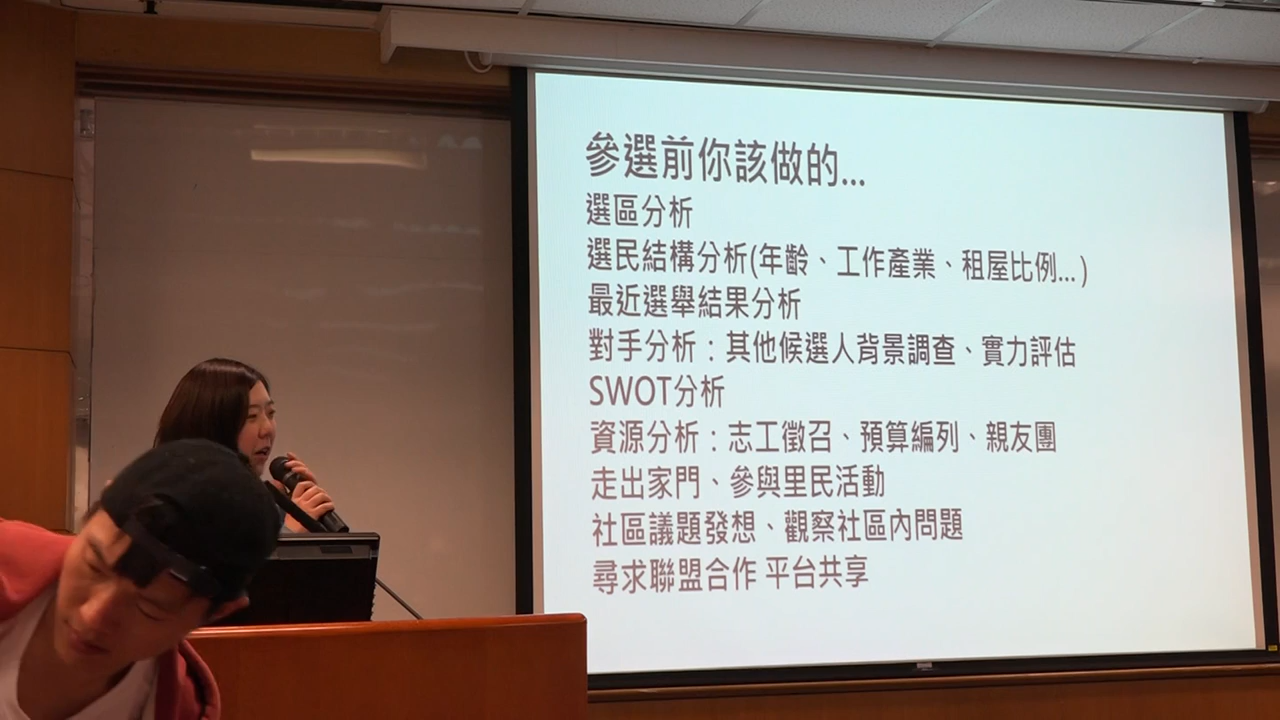 參選前你該做的...
選區分析
選民結構分析(年齡、工作產業、租屋比例...)
最近選舉結果分析
對手分析：其他候選人背景調查、實力評估
SWOT分析
資源分析：志工徵召、預算編列、親友團
走出家門、參與里民活動
社區議題發想、觀察社區內問題
尋求聯盟合作 平台共享